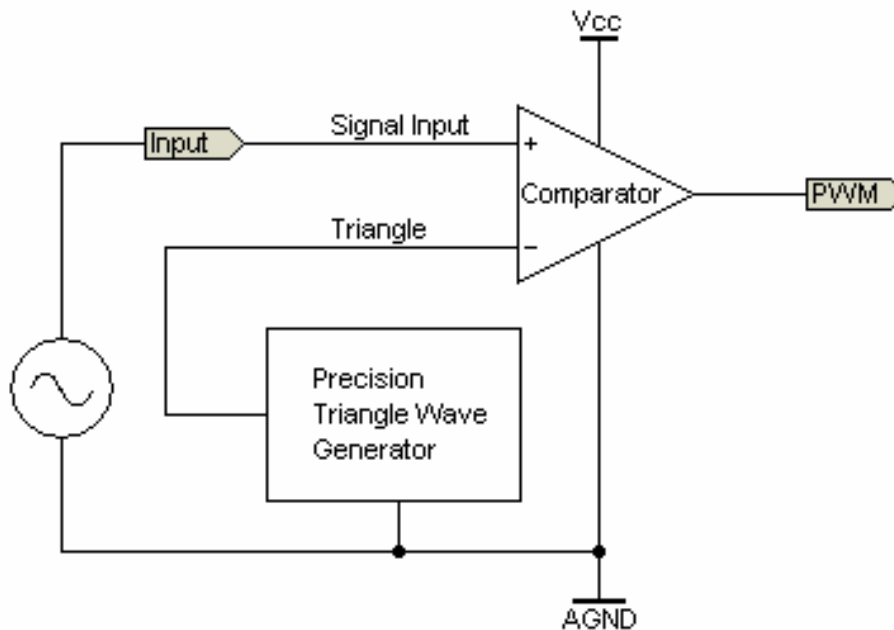 Vcc
Input
Signal Input
+
Comparator
PWM
Triangle
−
Precision
Triangle Wave
Generator
AGND